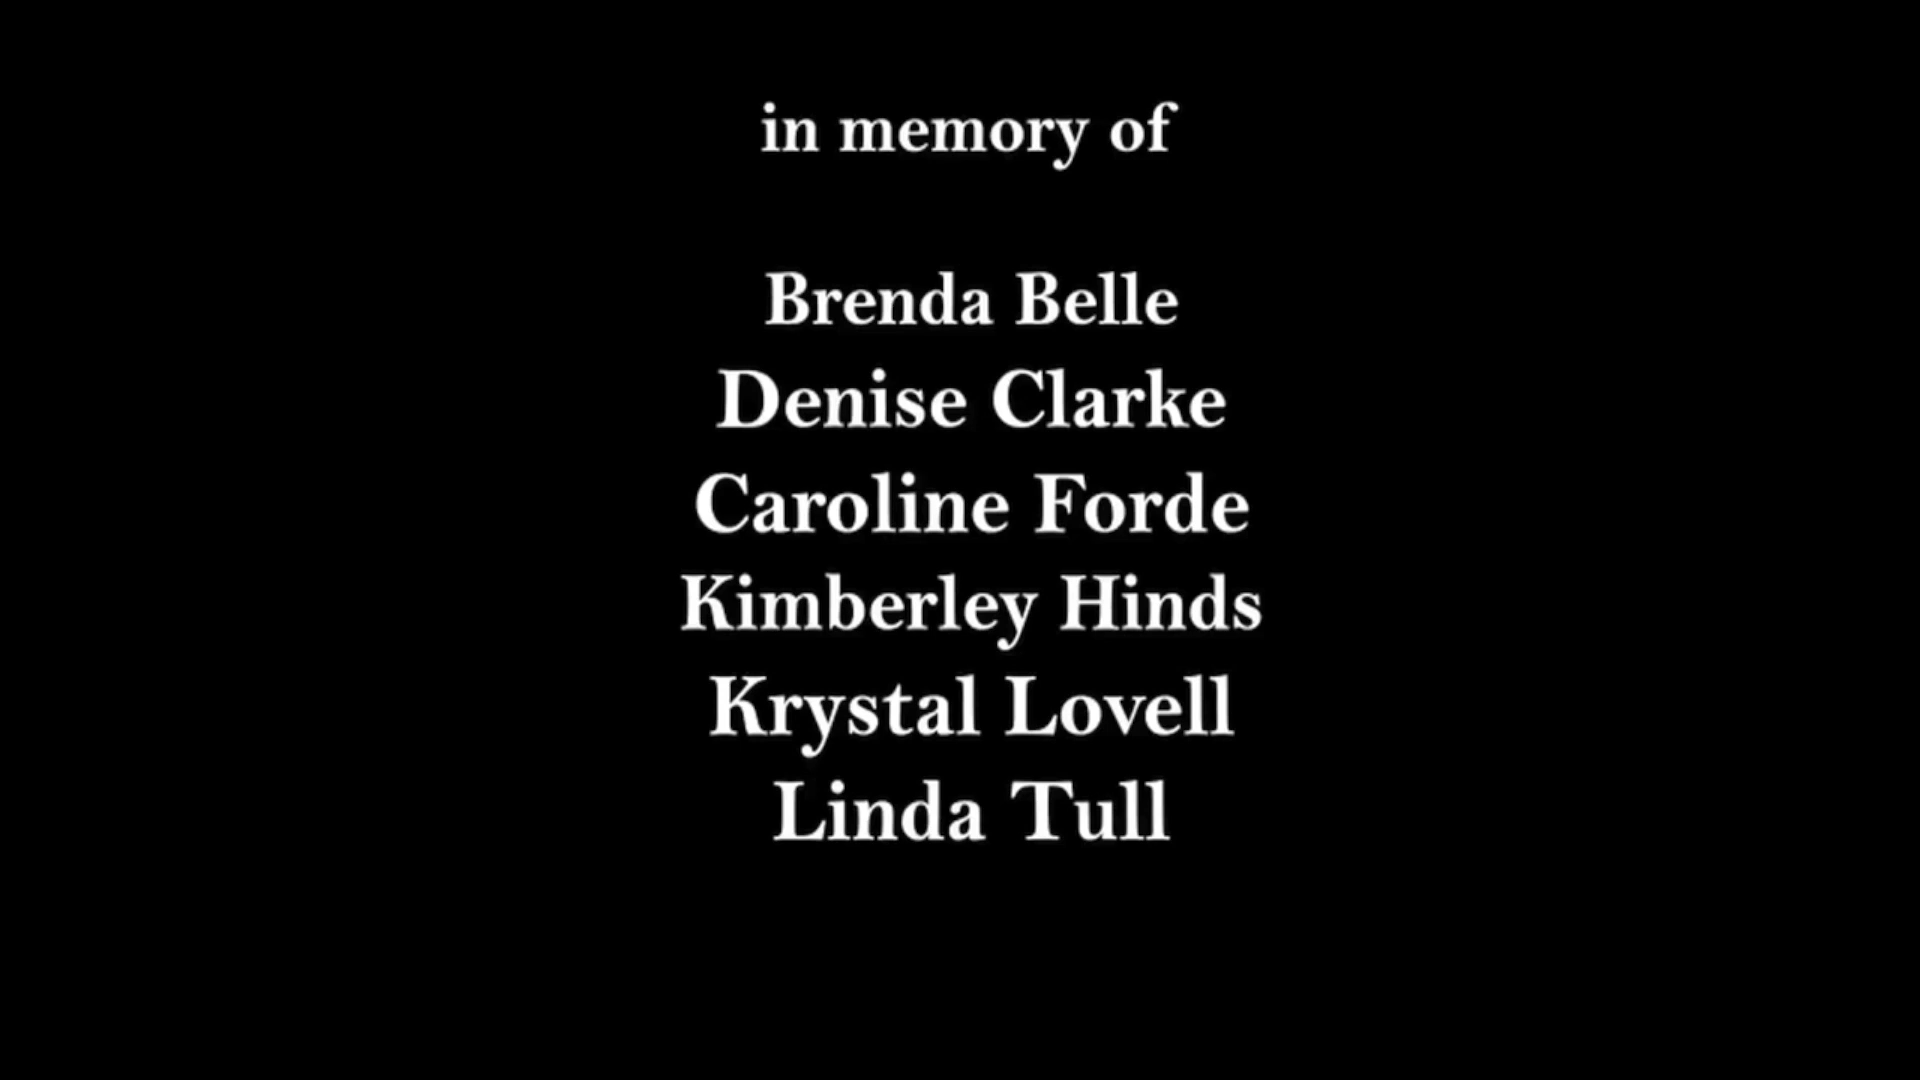 in memory of
Brenda Belle
Denise Clarke
Caroline Forde
Kimberley Hinds
Krystal Lovell
Linda Tull